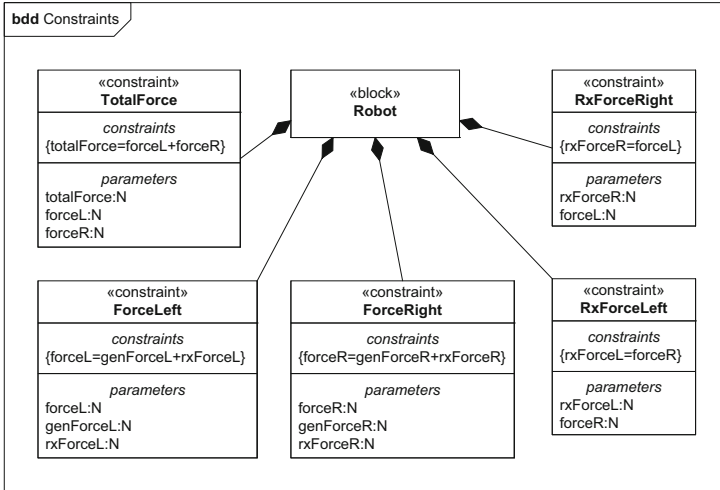 bdd Constraints
«constraint»
TotalForce
constraints
{totalForce=forceL+forceR}
parameters
totalForce:N
forceL:N
forceR:N
«block»
Robot
«constraint»
RxForceRight
constraints
{rxForceR=forceL}
parameters
rxForceR:N
forceL:N
«constraint»
ForceLeft
constraints
{forceL=genForceL+rxForceL}
parameters
forceL:N
genForceL:N
rxForceL:N
«constraint»
ForceRight
constraints
{forceR=genForceR+rxForceR}
parameters
forceR:N
genForceR:N
rxForceR:N
«constraint»
RxForceLeft
constraints
{rxForceL=forceR}
parameters
rxForceL:N
forceR:N